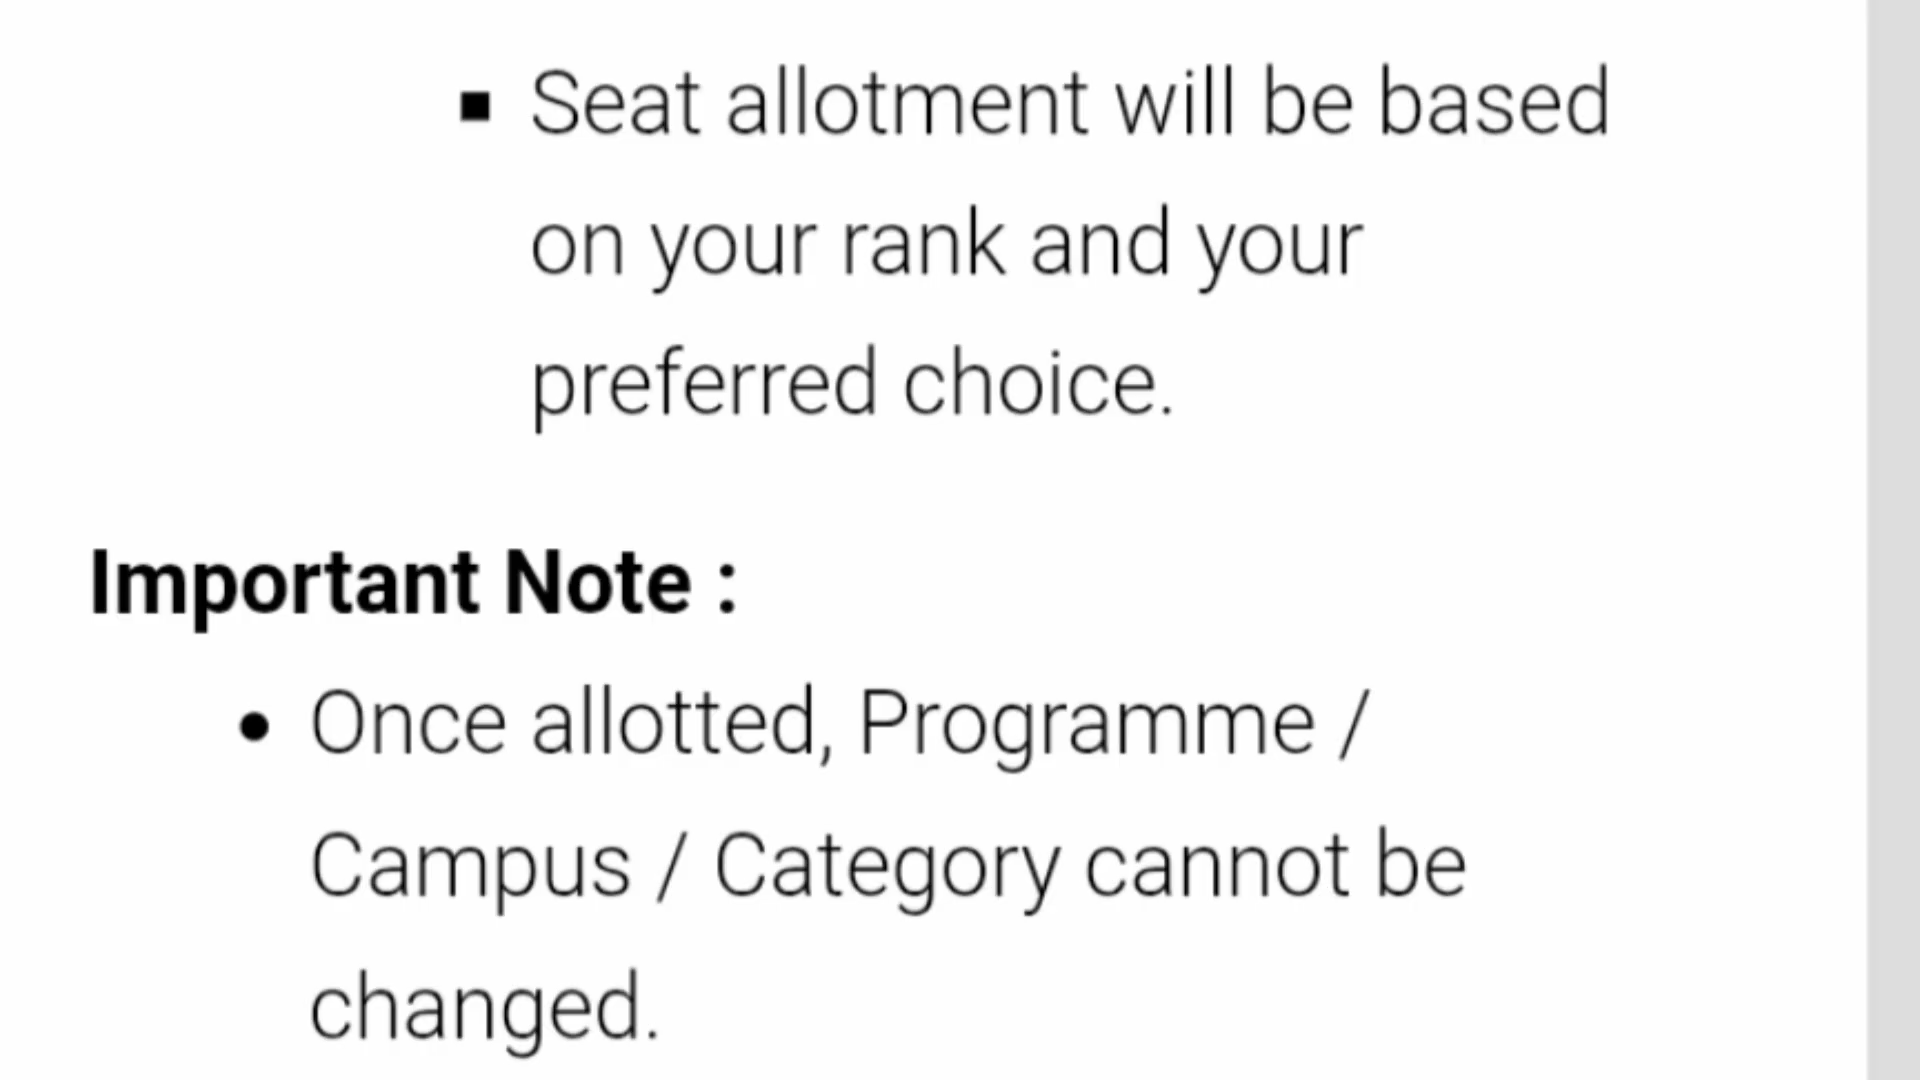 ▪ Seat allotment will be based
on your rank and your
preferred choice.
Important Note :
• Once allotted, Programme /
Campus / Category cannot be
changed.